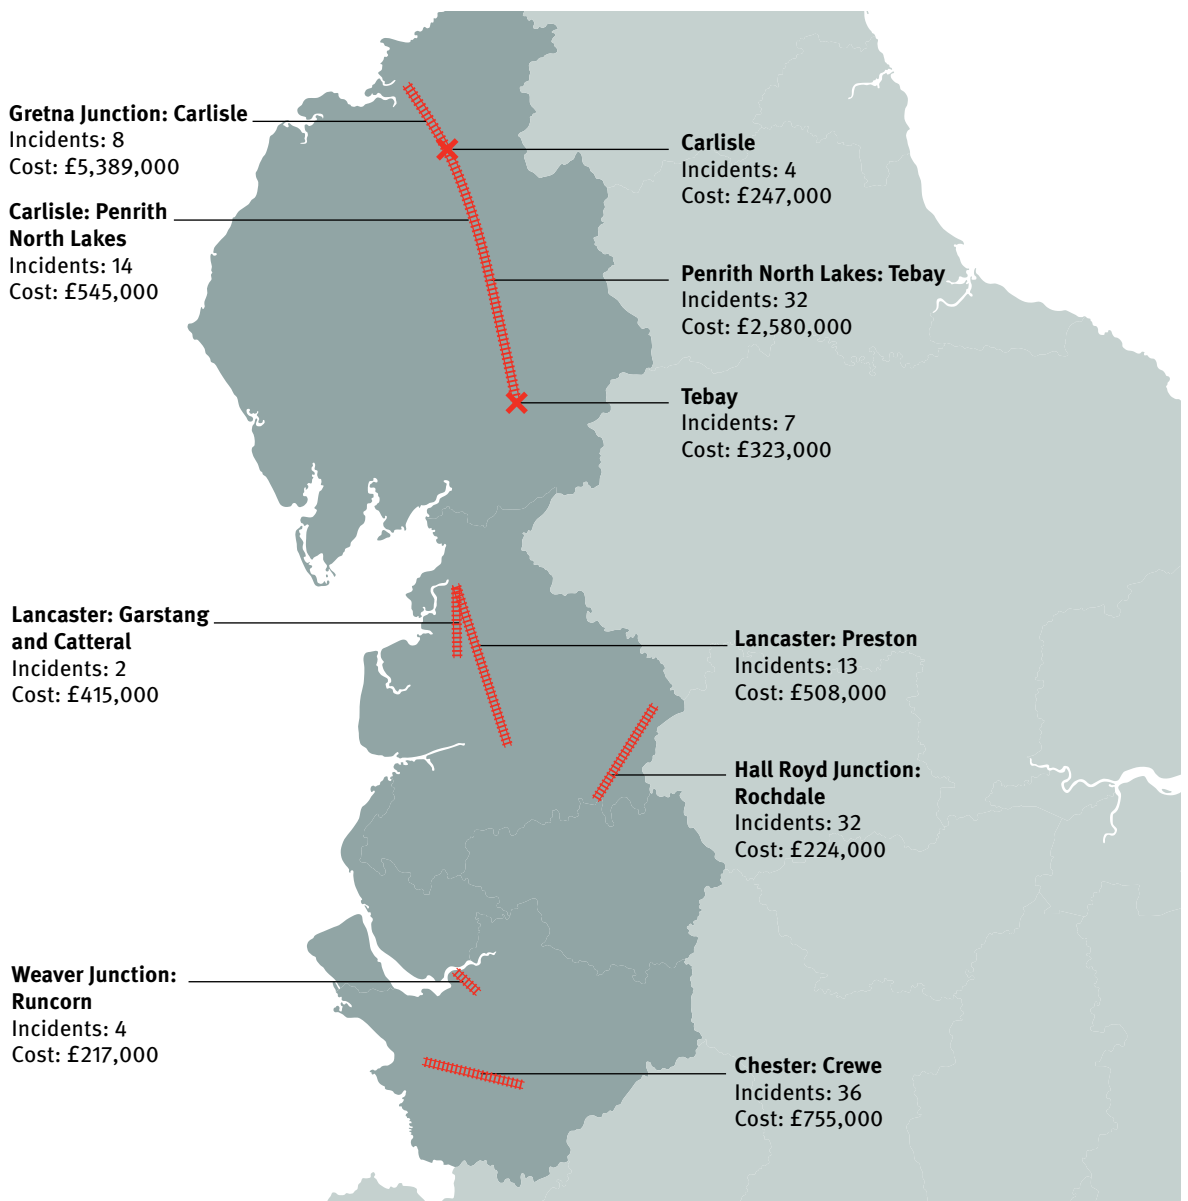 Gretna Junction: Carlisle
Incidents: 8
Cost: £5,389,000
Carlisle
Incidents: 4
Cost: £247,000
Carlisle: Penrith
North Lakes
Incidents: 14
Cost: £545,000
Penrith North Lakes: Tebay
Incidents: 32
Cost: £2,580,000
Tebay
Incidents: 7
Cost: £323,000
Lancaster: Garstang
and Catteral
Incidents: 2
Cost: £415,000
Lancaster: Preston
Incidents: 13
Cost: £508,000
Hall Royd Junction:
Rochdale
Incidents: 32
Cost: £224,000
Weaver Junction:
Runcorn
Incidents: 4
Cost: £217,000
Chester: Crewe
Incidents: 36
Cost: £755,000